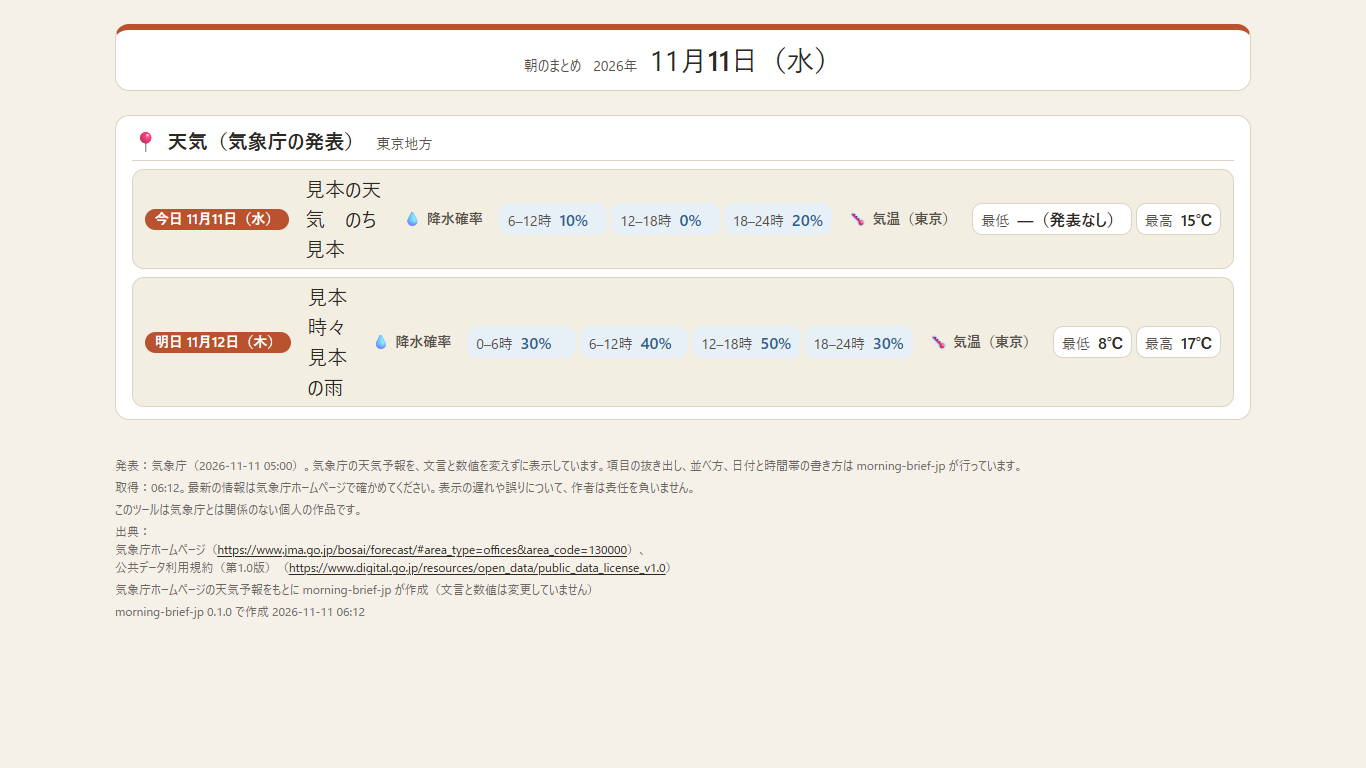 朝のまとめ 2026年 11月11日（水）
天気（気象庁の発表） 東京地方
今日 11月11日（水） 見本の天気　のち　見本 降水確率 6–12時 10% 12–18時 0% 18–24時 20% 気温（東京） 最低 —（発表なし） 最高 15℃
明日 11月12日（木） 見本　時々　見本の雨 降水確率 0–6時 30% 6–12時 40% 12–18時 50% 18–24時 30% 気温（東京） 最低 8℃ 最高 17℃
発表：気象庁（2026-11-11 05:00）。気象庁の天気予報を、文言と数値を変えずに表示しています。項目の抜き出し、並べ方、日付と時間帯の書き方は morning-brief-jp が行っています。
取得：06:12。最新の情報は気象庁ホームページで確かめてください。表示の遅れや誤りについて、作者は責任を負いません。
このツールは気象庁とは関係のない個人の作品です。
出典：
気象庁ホームページ（https://www.jma.go.jp/bosai/forecast/#area_type=offices&area_code=130000）、
公共データ利用規約（第1.0版）（https://www.digital.go.jp/resources/open_data/public_data_license_v1.0）
気象庁ホームページの天気予報をもとに morning-brief-jp が作成（文言と数値は変更していません）
morning-brief-jp 0.1.0 で作成 2026-11-11 06:12